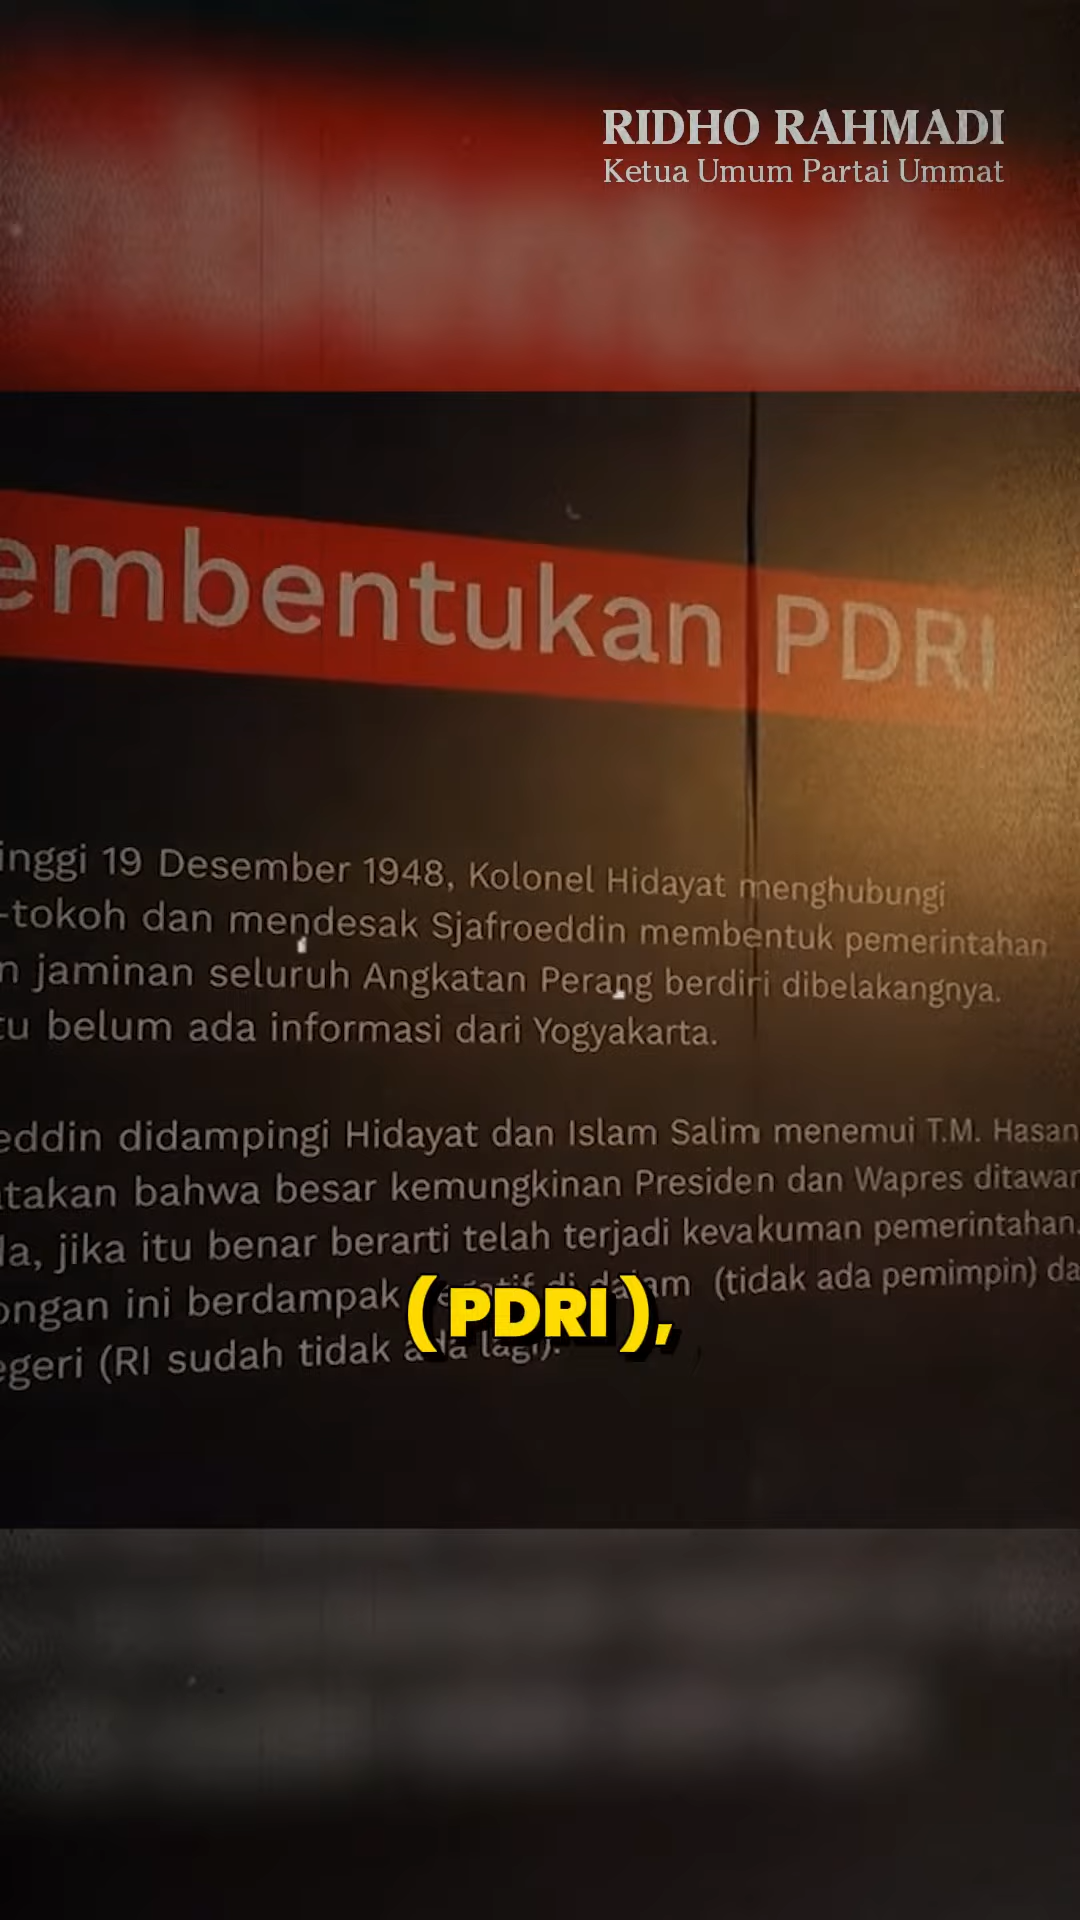 RIDHO RAHMADI
Ketua Umum Partai Ummat
embentukan PDRI
inggi 19 Desember 1948, Kolonel Hidayat menghubungi
-tokoh dan mendesak Sjafroeddin membentuk pemerintahan
n jaminan seluruh Angkatan Perang berdiri dibelakangnya.
tu belum ada informasi dari Yogyakarta.
eddin didampingi Hidayat dan Islam Salim menemui T.M. Hasan
takan bahwa besar kemungkinan Presiden dan Wapres ditawan
la, jika itu benar berarti telah terjadi kevakuman pemerintahan.
ongan ini berdampak (tidak ada pemimpin) da
(PDRI),
egeri (RI sudah tidak ada lagi).